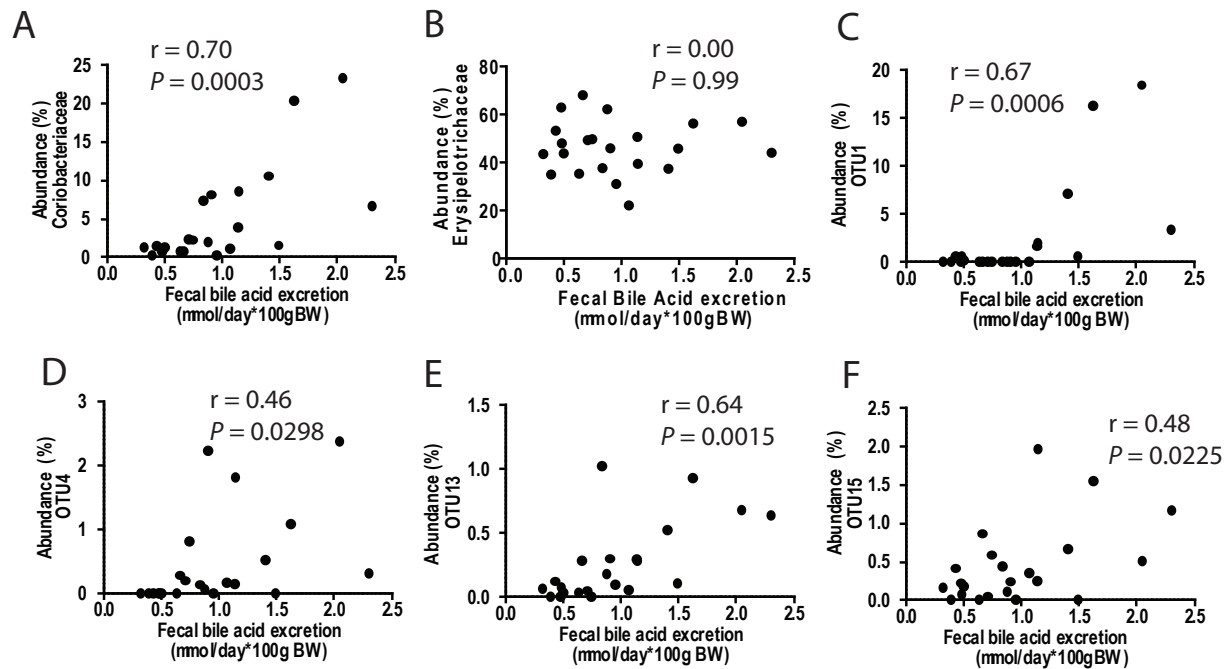 A
r = 0.70
P = 0.0003
Abundance (%)
Coriobacteriaceae
25
20
15
10
5
0
0.0 0.5 1.0 1.5 2.0 2.5
Fecal bile acid excretion
(mmol/day*100gBW)
B
r = 0.00
P = 0.99
Abundance (%)
Erysipelotrichaceae
80
60
40
20
0
0.0 0.5 1.0 1.5 2.0 2.5
Fecal Bile Acid excretion
(mmol/day*100gBW)
C
r = 0.67
P = 0.0006
Abundance (%)
OTU1
20
15
10
5
0
0.0 0.5 1.0 1.5 2.0 2.5
Fecal bile acid excretion
(mmol/day*100g BW)
D
r = 0.46
P = 0.0298
Abundance (%)
OTU4
3
2
1
0
0.0 0.5 1.0 1.5 2.0 2.5
Fecal bile acid excretion
(mmol/day*100g BW)
E
r = 0.64
P = 0.0015
Abundance (%)
OTU13
1.5
1.0
0.5
0.0
0.0 0.5 1.0 1.5 2.0 2.5
Fecal bile acid excretion
(mmol/day*100g BW)
F
r = 0.48
P = 0.0225
Abundance (%)
OTU15
2.5
2.0
1.5
1.0
0.5
0.0
0.0 0.5 1.0 1.5 2.0 2.5
Fecal bile acid excretion
(mmol/day*100g BW)